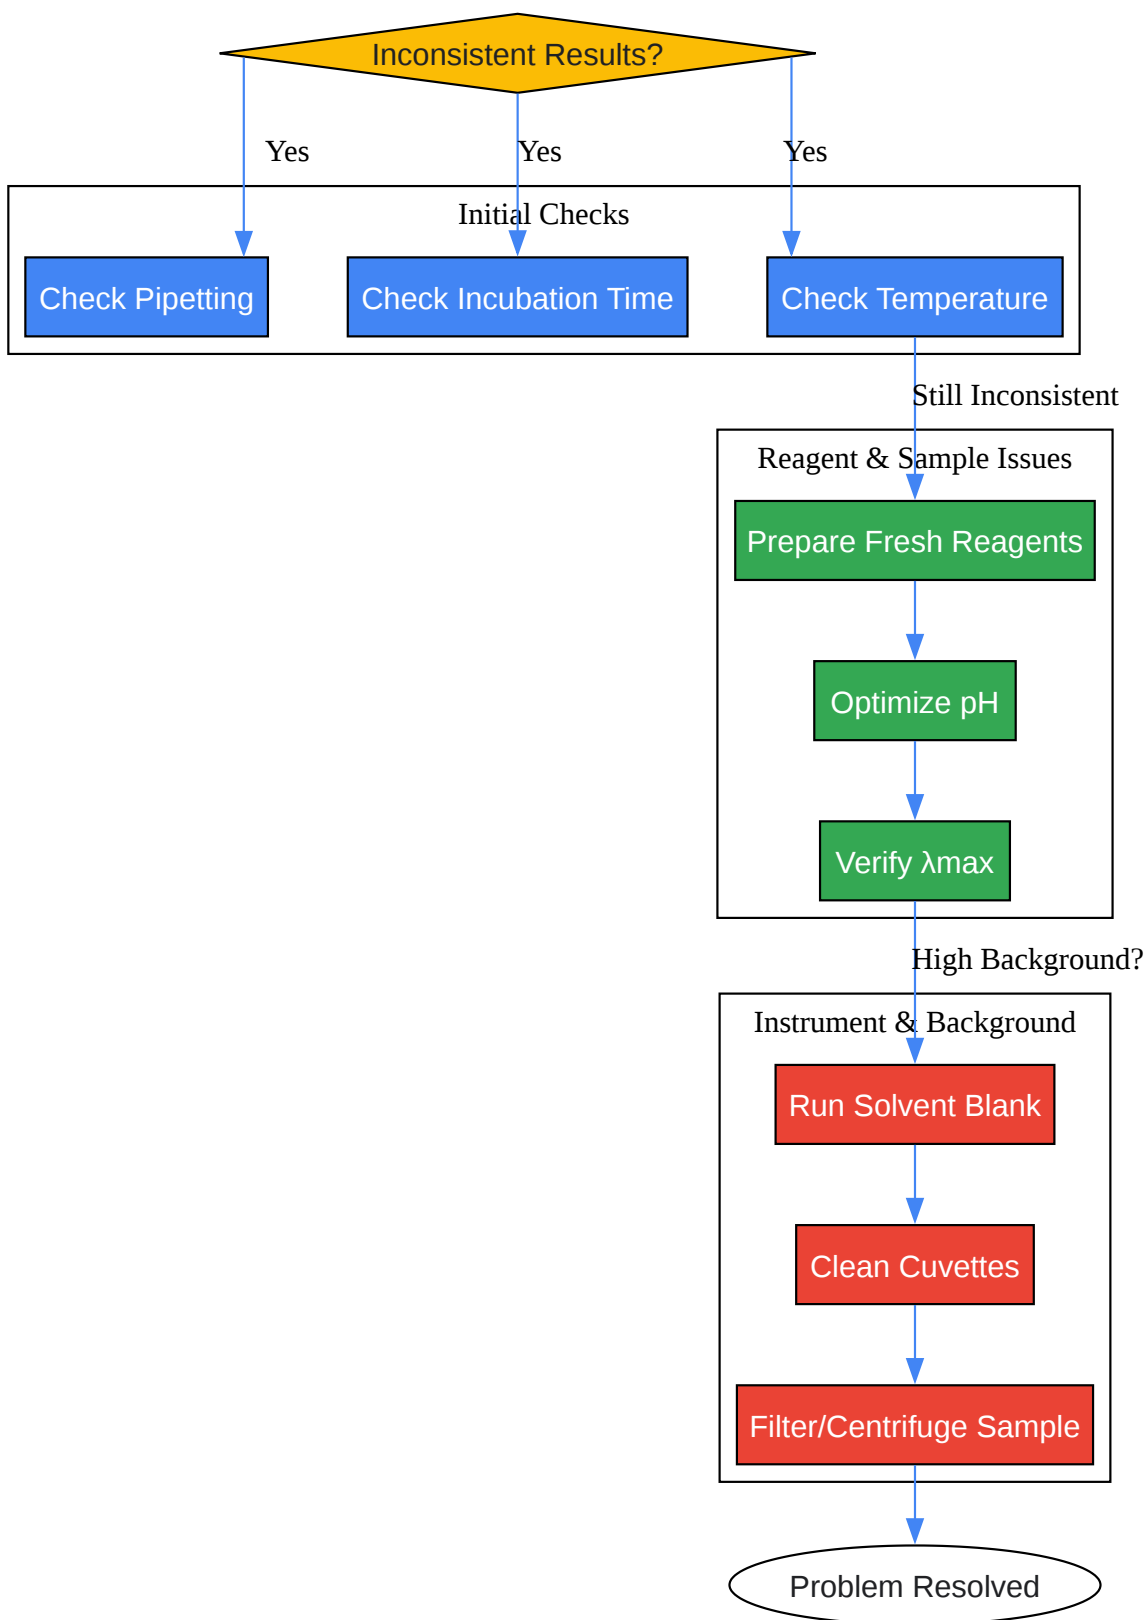 Inconsistent Results?
Yes
Yes
Yes
Initial Checks
Check Pipetting
Check Incubation Time
Check Temperature
Still Inconsistent
Reagent & Sample Issues
Prepare Fresh Reagents
Optimize pH
Verify λmax
High Background?
Instrument & Background
Run Solvent Blank
Clean Cuvettes
Filter/Centrifuge Sample
Problem Resolved